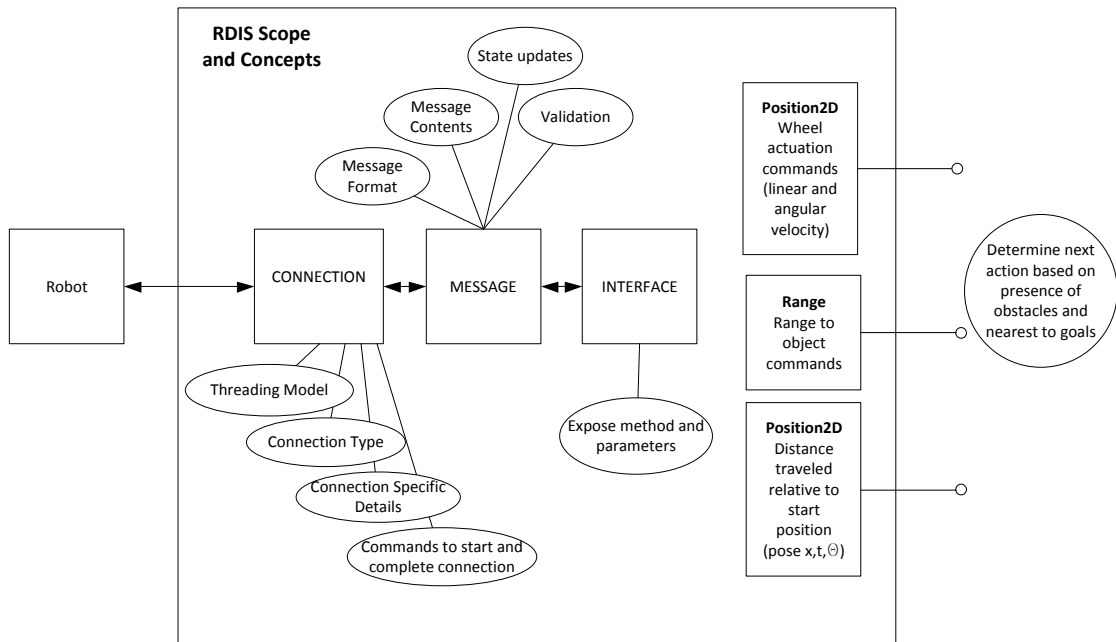 RDIS Scope
and Concepts
State updates
Message
Contents
Validation
Message
Format
Position2D
Wheel
actuation
commands
(linear and
angular
velocity)
Robot
CONNECTION
MESSAGE
INTERFACE
Range
Range to
object
commands
Determine next
action based on
presence of
obstacles and
nearest to goals
Threading Model
Connection Type
Connection Specific
Details
Commands to start and
complete connection
Expose method and
parameters
Position2D
Distance
traveled
relative to
start
position
(pose x,t,Θ)